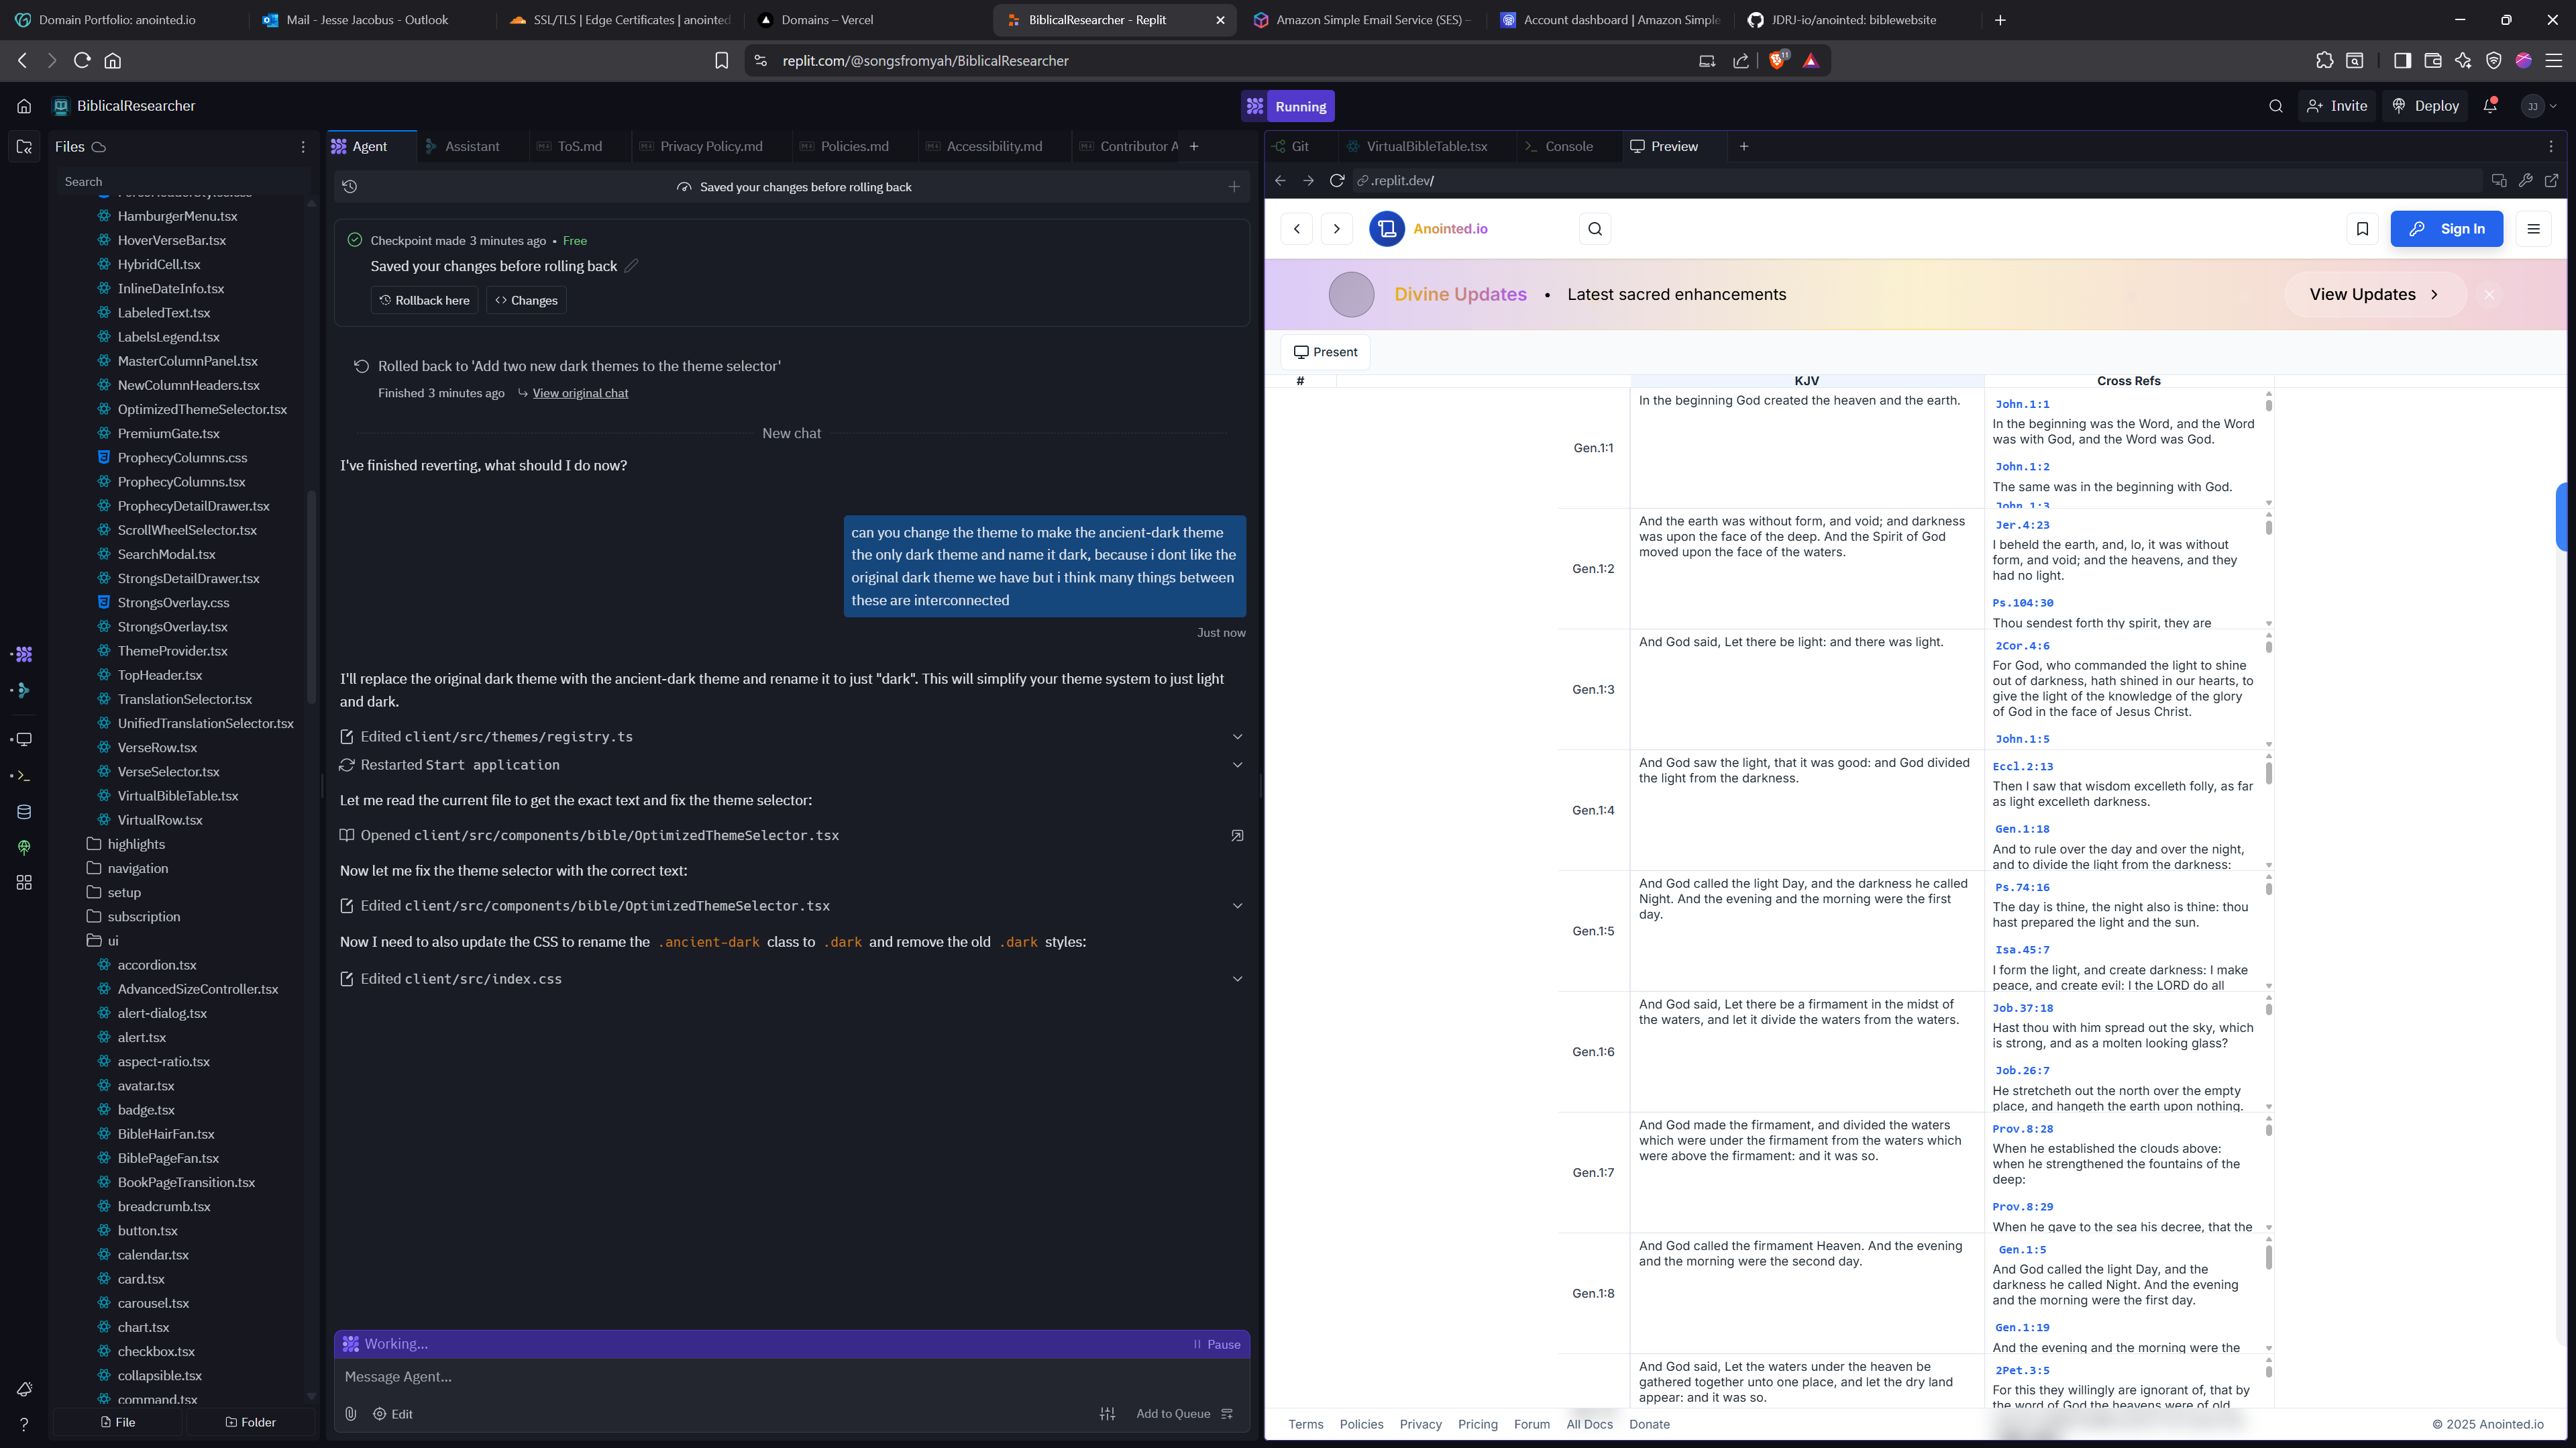 Domain Portfolio: anointed.io
Mail - Jesse Jacobus - Outlook
SSL/TLS | Edge Certificates | anointed
Domains – Vercel
BiblicalResearcher - Replit
Amazon Simple Email Service (SES) –
Account dashboard | Amazon Simple
JDRJ-io/anointed: biblewebsite
replit.com/@songsfromyah/BiblicalResearcher
11
BiblicalResearcher
Running
Invite
Deploy
JJ
Files
Search
HamburgerMenu.tsx
HoverVerseBar.tsx
HybridCell.tsx
InlineDateInfo.tsx
LabeledText.tsx
LabelsLegend.tsx
MasterColumnPanel.tsx
NewColumnHeaders.tsx
OptimizedThemeSelector.tsx
PremiumGate.tsx
ProphecyColumns.css
ProphecyColumns.tsx
ProphecyDetailDrawer.tsx
ScrollWheelSelector.tsx
SearchModal.tsx
StrongsDetailDrawer.tsx
StrongsOverlay.css
StrongsOverlay.tsx
ThemeProvider.tsx
TopHeader.tsx
TranslationSelector.tsx
UnifiedTranslationSelector.tsx
VerseRow.tsx
VerseSelector.tsx
VirtualBibleTable.tsx
VirtualRow.tsx
highlights
navigation
setup
subscription
ui
accordion.tsx
AdvancedSizeController.tsx
alert-dialog.tsx
alert.tsx
aspect-ratio.tsx
avatar.tsx
badge.tsx
BibleHairFan.tsx
BiblePageFan.tsx
BookPageTransition.tsx
breadcrumb.tsx
button.tsx
calendar.tsx
card.tsx
carousel.tsx
chart.tsx
checkbox.tsx
collapsible.tsx
command.tsx
File
Folder
Agent
Assistant
ToS.md
Privacy Policy.md
Policies.md
Accessibility.md
Contributor A
Saved your changes before rolling back
Checkpoint made 3 minutes ago • Free
Saved your changes before rolling back
Rollback here
Changes
Rolled back to 'Add two new dark themes to the theme selector'
Finished 3 minutes ago
View original chat
New chat
I've finished reverting, what should I do now?
can you change the theme to make the ancient-dark theme
the only dark theme and name it dark, because i dont like the
original dark theme we have but i think many things between
these are interconnected
Just now
I'll replace the original dark theme with the ancient-dark theme and rename it to just "dark". This will simplify your theme system to just light
and dark.
Edited client/src/themes/registry.ts
Restarted Start application
Let me read the current file to get the exact text and fix the theme selector:
Opened client/src/components/bible/OptimizedThemeSelector.tsx
Now let me fix the theme selector with the correct text:
Edited client/src/components/bible/OptimizedThemeSelector.tsx
Now I need to also update the CSS to rename the .ancient-dark class to .dark and remove the old .dark styles:
Edited client/src/index.css
Working...
Pause
Message Agent...
Edit
Add to Queue
Git
VirtualBibleTable.tsx
Console
Preview
.replit.dev/
Anointed.io
Sign In
Divine Updates • Latest sacred enhancements
View Updates
Present
# KJV Cross Refs
Gen.1:1
In the beginning God created the heaven and the earth.
John.1:1
In the beginning was the Word, and the Word
was with God, and the Word was God.
John.1:2
The same was in the beginning with God.
John.1:3
Gen.1:2
And the earth was without form, and void; and darkness
was upon the face of the deep. And the Spirit of God
moved upon the face of the waters.
Jer.4:23
I beheld the earth, and, lo, it was without
form, and void; and the heavens, and they
had no light.
Ps.104:30
Thou sendest forth thy spirit, they are
Gen.1:3
And God said, Let there be light: and there was light.
2Cor.4:6
For God, who commanded the light to shine
out of darkness, hath shined in our hearts, to
give the light of the knowledge of the glory
of God in the face of Jesus Christ.
John.1:5
Gen.1:4
And God saw the light, that it was good: and God divided
the light from the darkness.
Eccl.2:13
Then I saw that wisdom excelleth folly, as far
as light excelleth darkness.
Gen.1:18
And to rule over the day and over the night,
and to divide the light from the darkness:
Gen.1:5
And God called the light Day, and the darkness he called
Night. And the evening and the morning were the first
day.
Ps.74:16
The day is thine, the night also is thine: thou
hast prepared the light and the sun.
Isa.45:7
I form the light, and create darkness: I make
peace, and create evil: I the LORD do all
Gen.1:6
And God said, Let there be a firmament in the midst of
the waters, and let it divide the waters from the waters.
Job.37:18
Hast thou with him spread out the sky, which
is strong, and as a molten looking glass?
Job.26:7
He stretcheth out the north over the empty
place, and hangeth the earth upon nothing.
Gen.1:7
And God made the firmament, and divided the waters
which were under the firmament from the waters which
were above the firmament: and it was so.
Prov.8:28
When he established the clouds above:
when he strengthened the fountains of the
deep:
Prov.8:29
When he gave to the sea his decree, that the
Gen.1:8
And God called the firmament Heaven. And the evening
and the morning were the second day.
Gen.1:5
And God called the light Day, and the
darkness he called Night. And the evening
and the morning were the first day.
Gen.1:19
And the evening and the morning were the
And God said, Let the waters under the heaven be
gathered together unto one place, and let the dry land
appear: and it was so.
2Pet.3:5
For this they willingly are ignorant of, that by
the word of God the heavens were of old,
Terms
Policies
Privacy
Pricing
Forum
All Docs
Donate
© 2025 Anointed.io